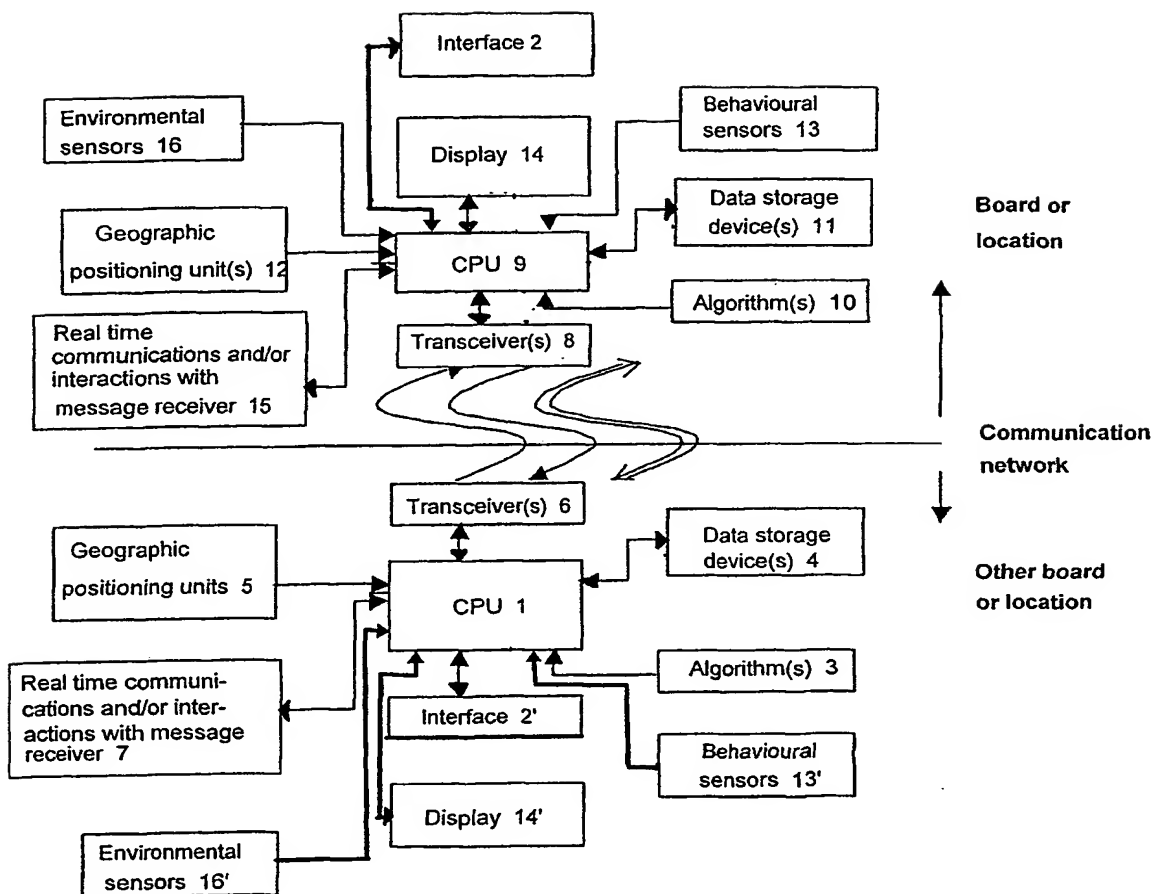 Interface 2
Environmental
sensors 16
Behavioural
sensors 13
Display 14
Data storage
device(s) 11
Board or
location
Geographic
positioning unit(s) 12
CPU 9
Algorithm(s) 10
Real time
communications and/or
interactions with
message receiver 15
Transceiver(s) 8
Communication
network
Transceiver(s) 6
Geographic
positioning units 5
Data storage
device(s) 4
CPU 1
Other board
or location
Real time communi-
cations and/or inter-
actions with message
receiver 7
Algorithm(s) 3
Interface 2'
Behavioural
sensors 13'
Display 14'
Environmental
sensors 16'